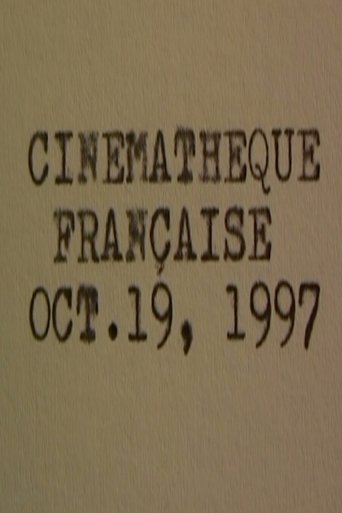 CINEMATHEQUE
FRANÇAISE
OCT.19, 1997